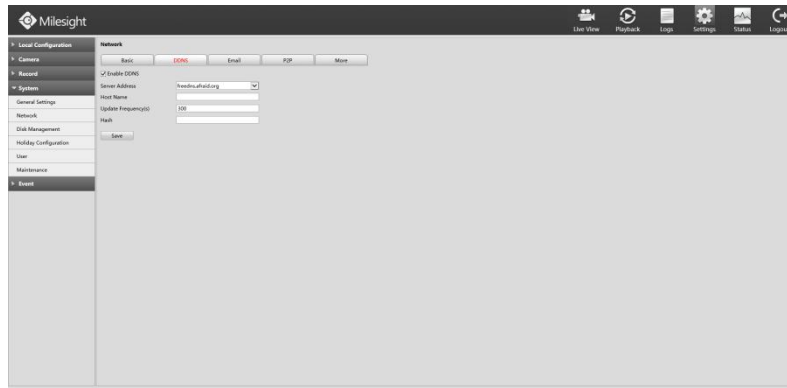 Milesight
Live View Playback Logs Settings Status Logout
Local Configuration
Camera
Record
System
General Settings
Network
Disk Management
Holiday Configuration
User
Maintenance
Event
Network
Basic DDNS Email P2P More
Enable DDNS
Server Address freedns.afraid.org
Host Name
Update Frequency(s) 300
Hash
Save